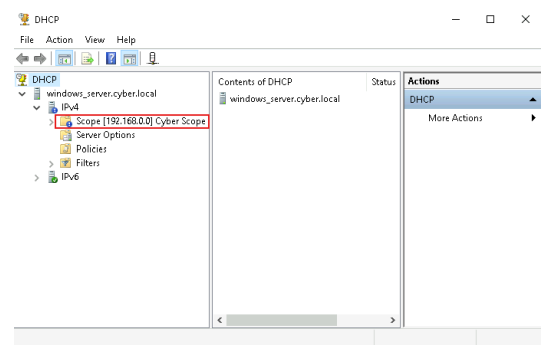 DHCP
File Action View Help
DHCP
windows_server.cyber.local
IPv4
Scope [192.168.0.0] Cyber Scope
Server Options
Policies
Filters
IPv6
Contents of DHCP Status
windows_server.cyber.local
Actions
DHCP
More Actions